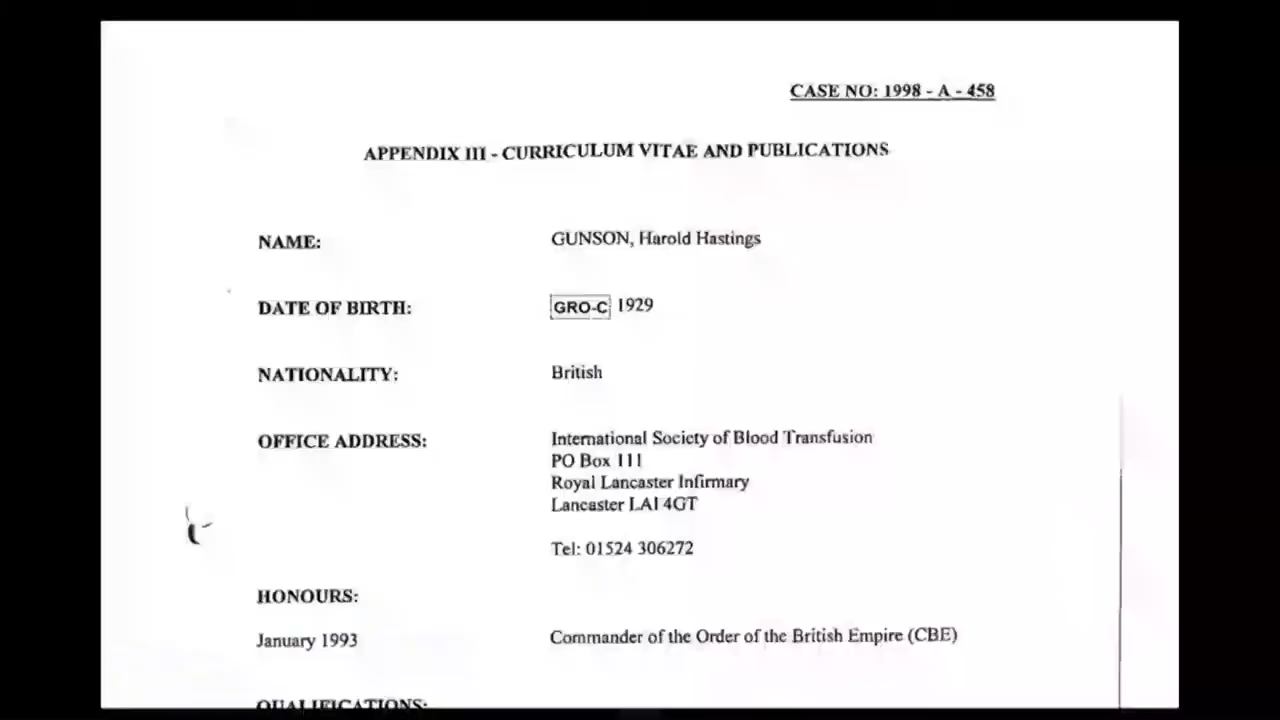 CASE NO: 1998 - A - 458
APPENDIX III - CURRICULUM VITAE AND PUBLICATIONS
NAME: GUNSON, Harold Hastings
DATE OF BIRTH: GRO-C 1929
NATIONALITY: British
OFFICE ADDRESS: International Society of Blood Transfusion
PO Box 111
Royal Lancaster Infirmary
Lancaster LA1 4GT
Tel: 01524 306272
HONOURS:
January 1993 Commander of the Order of the British Empire (CBE)
QUALIFICATIONS: